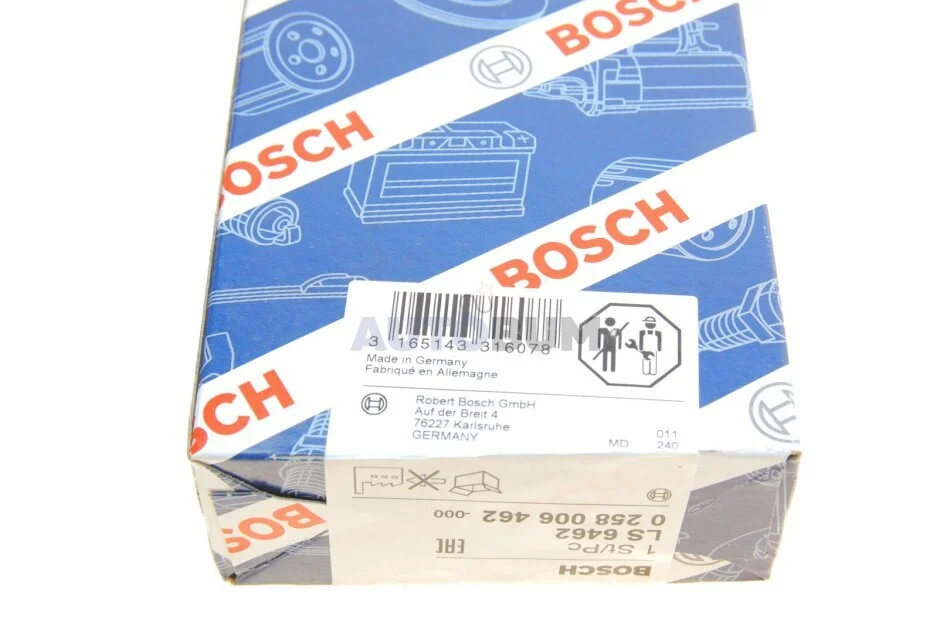 BOSCH
BOSCH
BOSCH
SCH
3 165143 316078
AUTO
Made in Germany
Fabriqué en Allemagne
Robert Bosch GmbH
Auf der Breit 4
76227 Karlsruhe
GERMANY
MD
011
240
BOSCH
BOSCH
1 St/Pc
EAC
LS 6462
0 258 006 462 -000